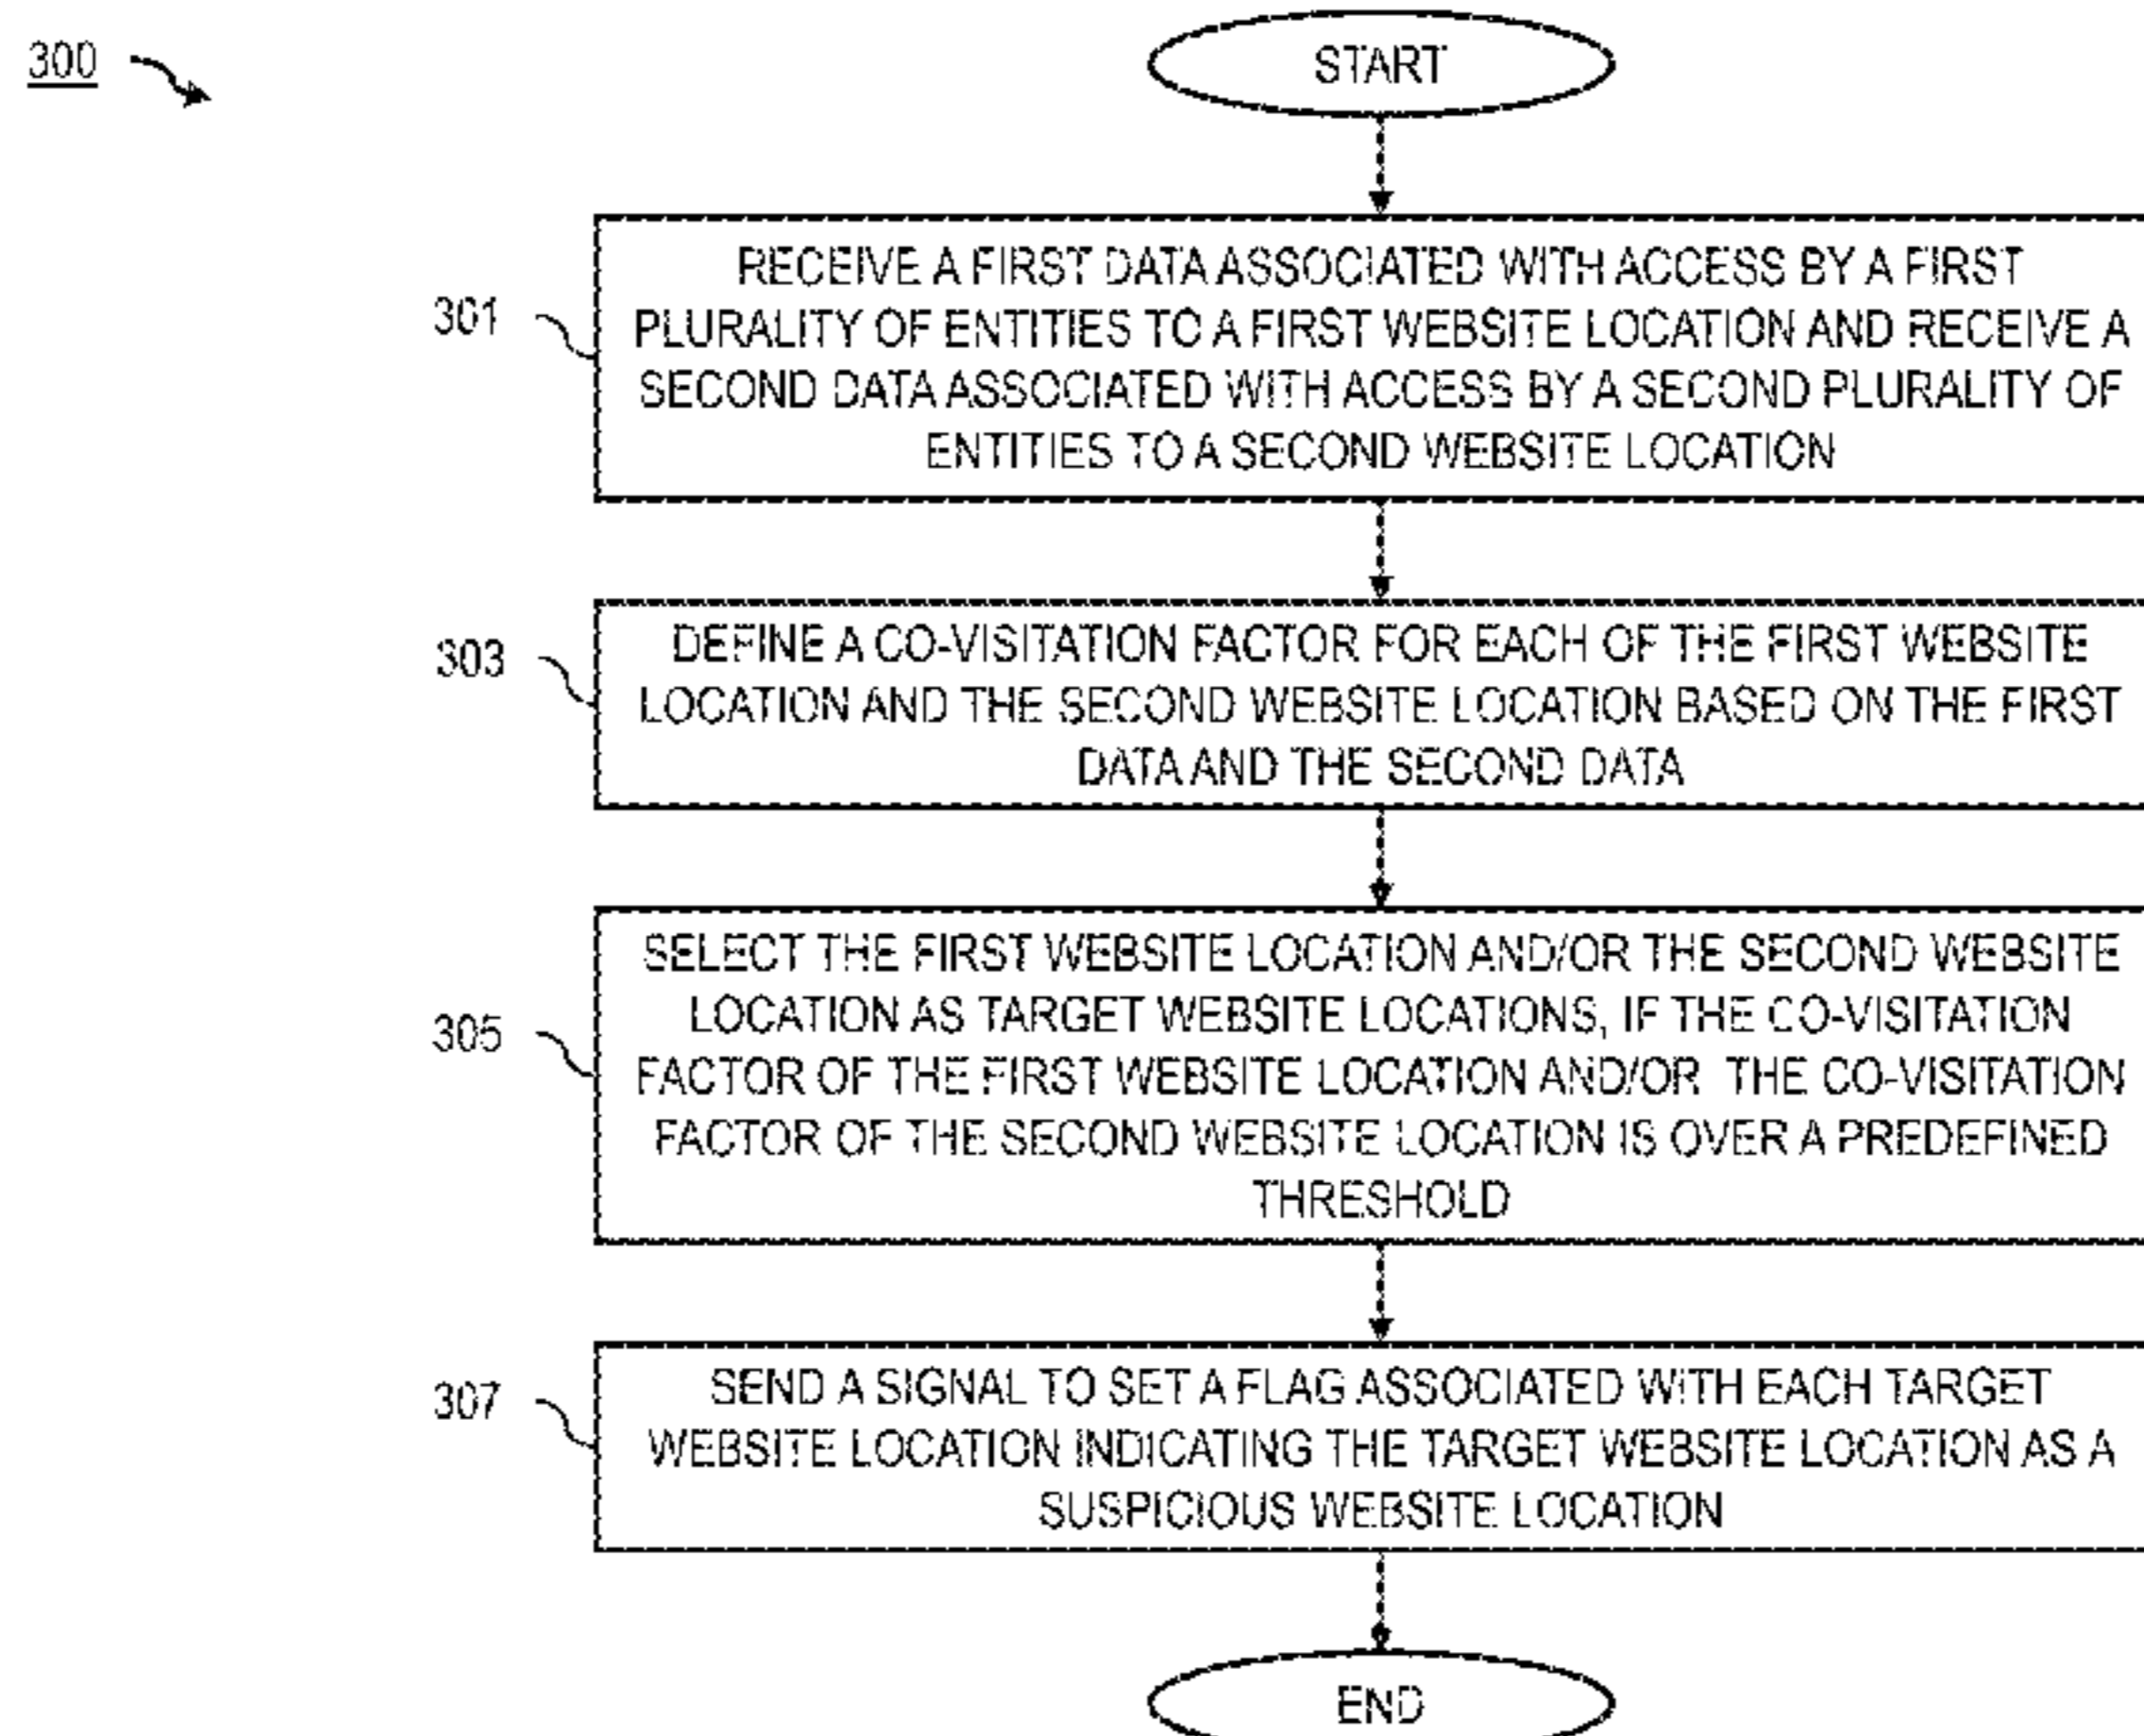 300
START
301
RECEIVE A FIRST DATA ASSOCIATED WITH ACCESS BY A FIRST
PLURALITY OF ENTITIES TO A FIRST WEBSITE LOCATION AND RECEIVE A
SECOND DATA ASSOCIATED WITH ACCESS BY A SECOND PLURALITY OF
ENTITIES TO A SECOND WEBSITE LOCATION
303
DEFINE A CO-VISITATION FACTOR FOR EACH OF THE FIRST WEBSITE
LOCATION AND THE SECOND WEBSITE LOCATION BASED ON THE FIRST
DATA AND THE SECOND DATA
305
SELECT THE FIRST WEBSITE LOCATION AND/OR THE SECOND WEBSITE
LOCATION AS TARGET WEBSITE LOCATIONS, IF THE CO-VISITATION
FACTOR OF THE FIRST WEBSITE LOCATION AND/OR THE CO-VISITATION
FACTOR OF THE SECOND WEBSITE LOCATION IS OVER A PREDEFINED
THRESHOLD
307
SEND A SIGNAL TO SET A FLAG ASSOCIATED WITH EACH TARGET
WEBSITE LOCATION INDICATING THE TARGET WEBSITE LOCATION AS A
SUSPICIOUS WEBSITE LOCATION
END